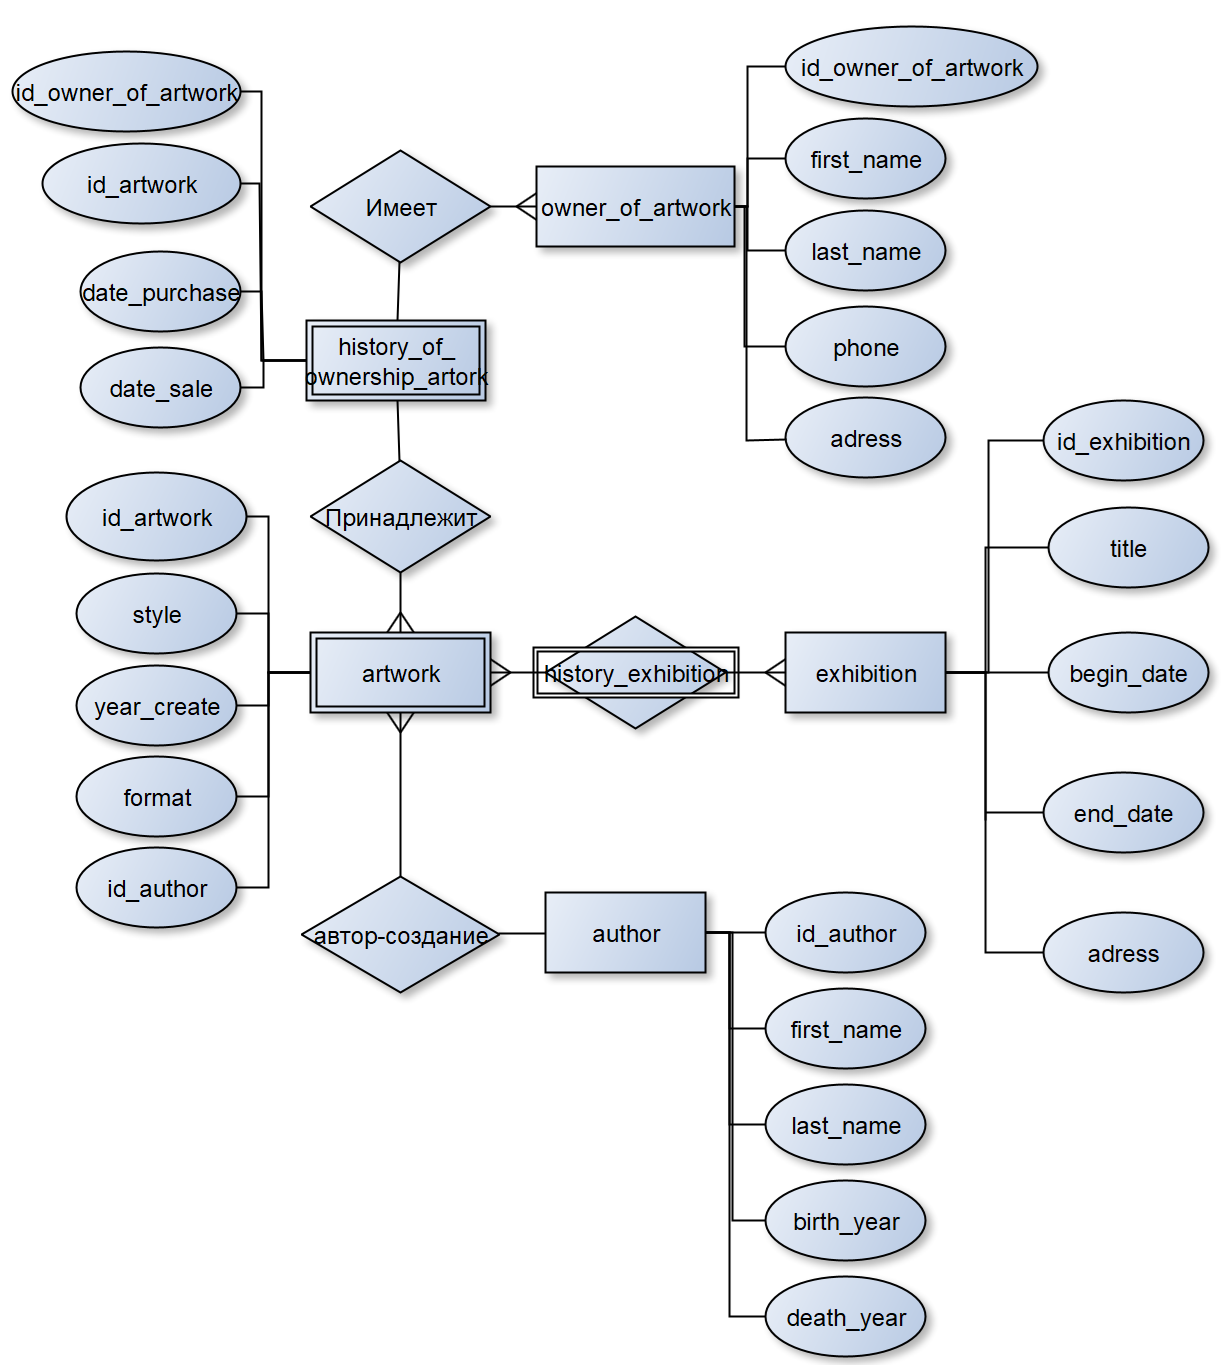 id_owner_of_artwork
id_artwork
date_purchase
date_sale
Имеет
owner_of_artwork
id_owner_of_artwork
first_name
last_name
phone
adress
history_of_
ownership_artork
Принадлежит
id_artwork
style
year_create
format
id_author
artwork
history_exhibition
exhibition
id_exhibition
title
begin_date
end_date
adress
автор-создание
author
id_author
first_name
last_name
birth_year
death_year